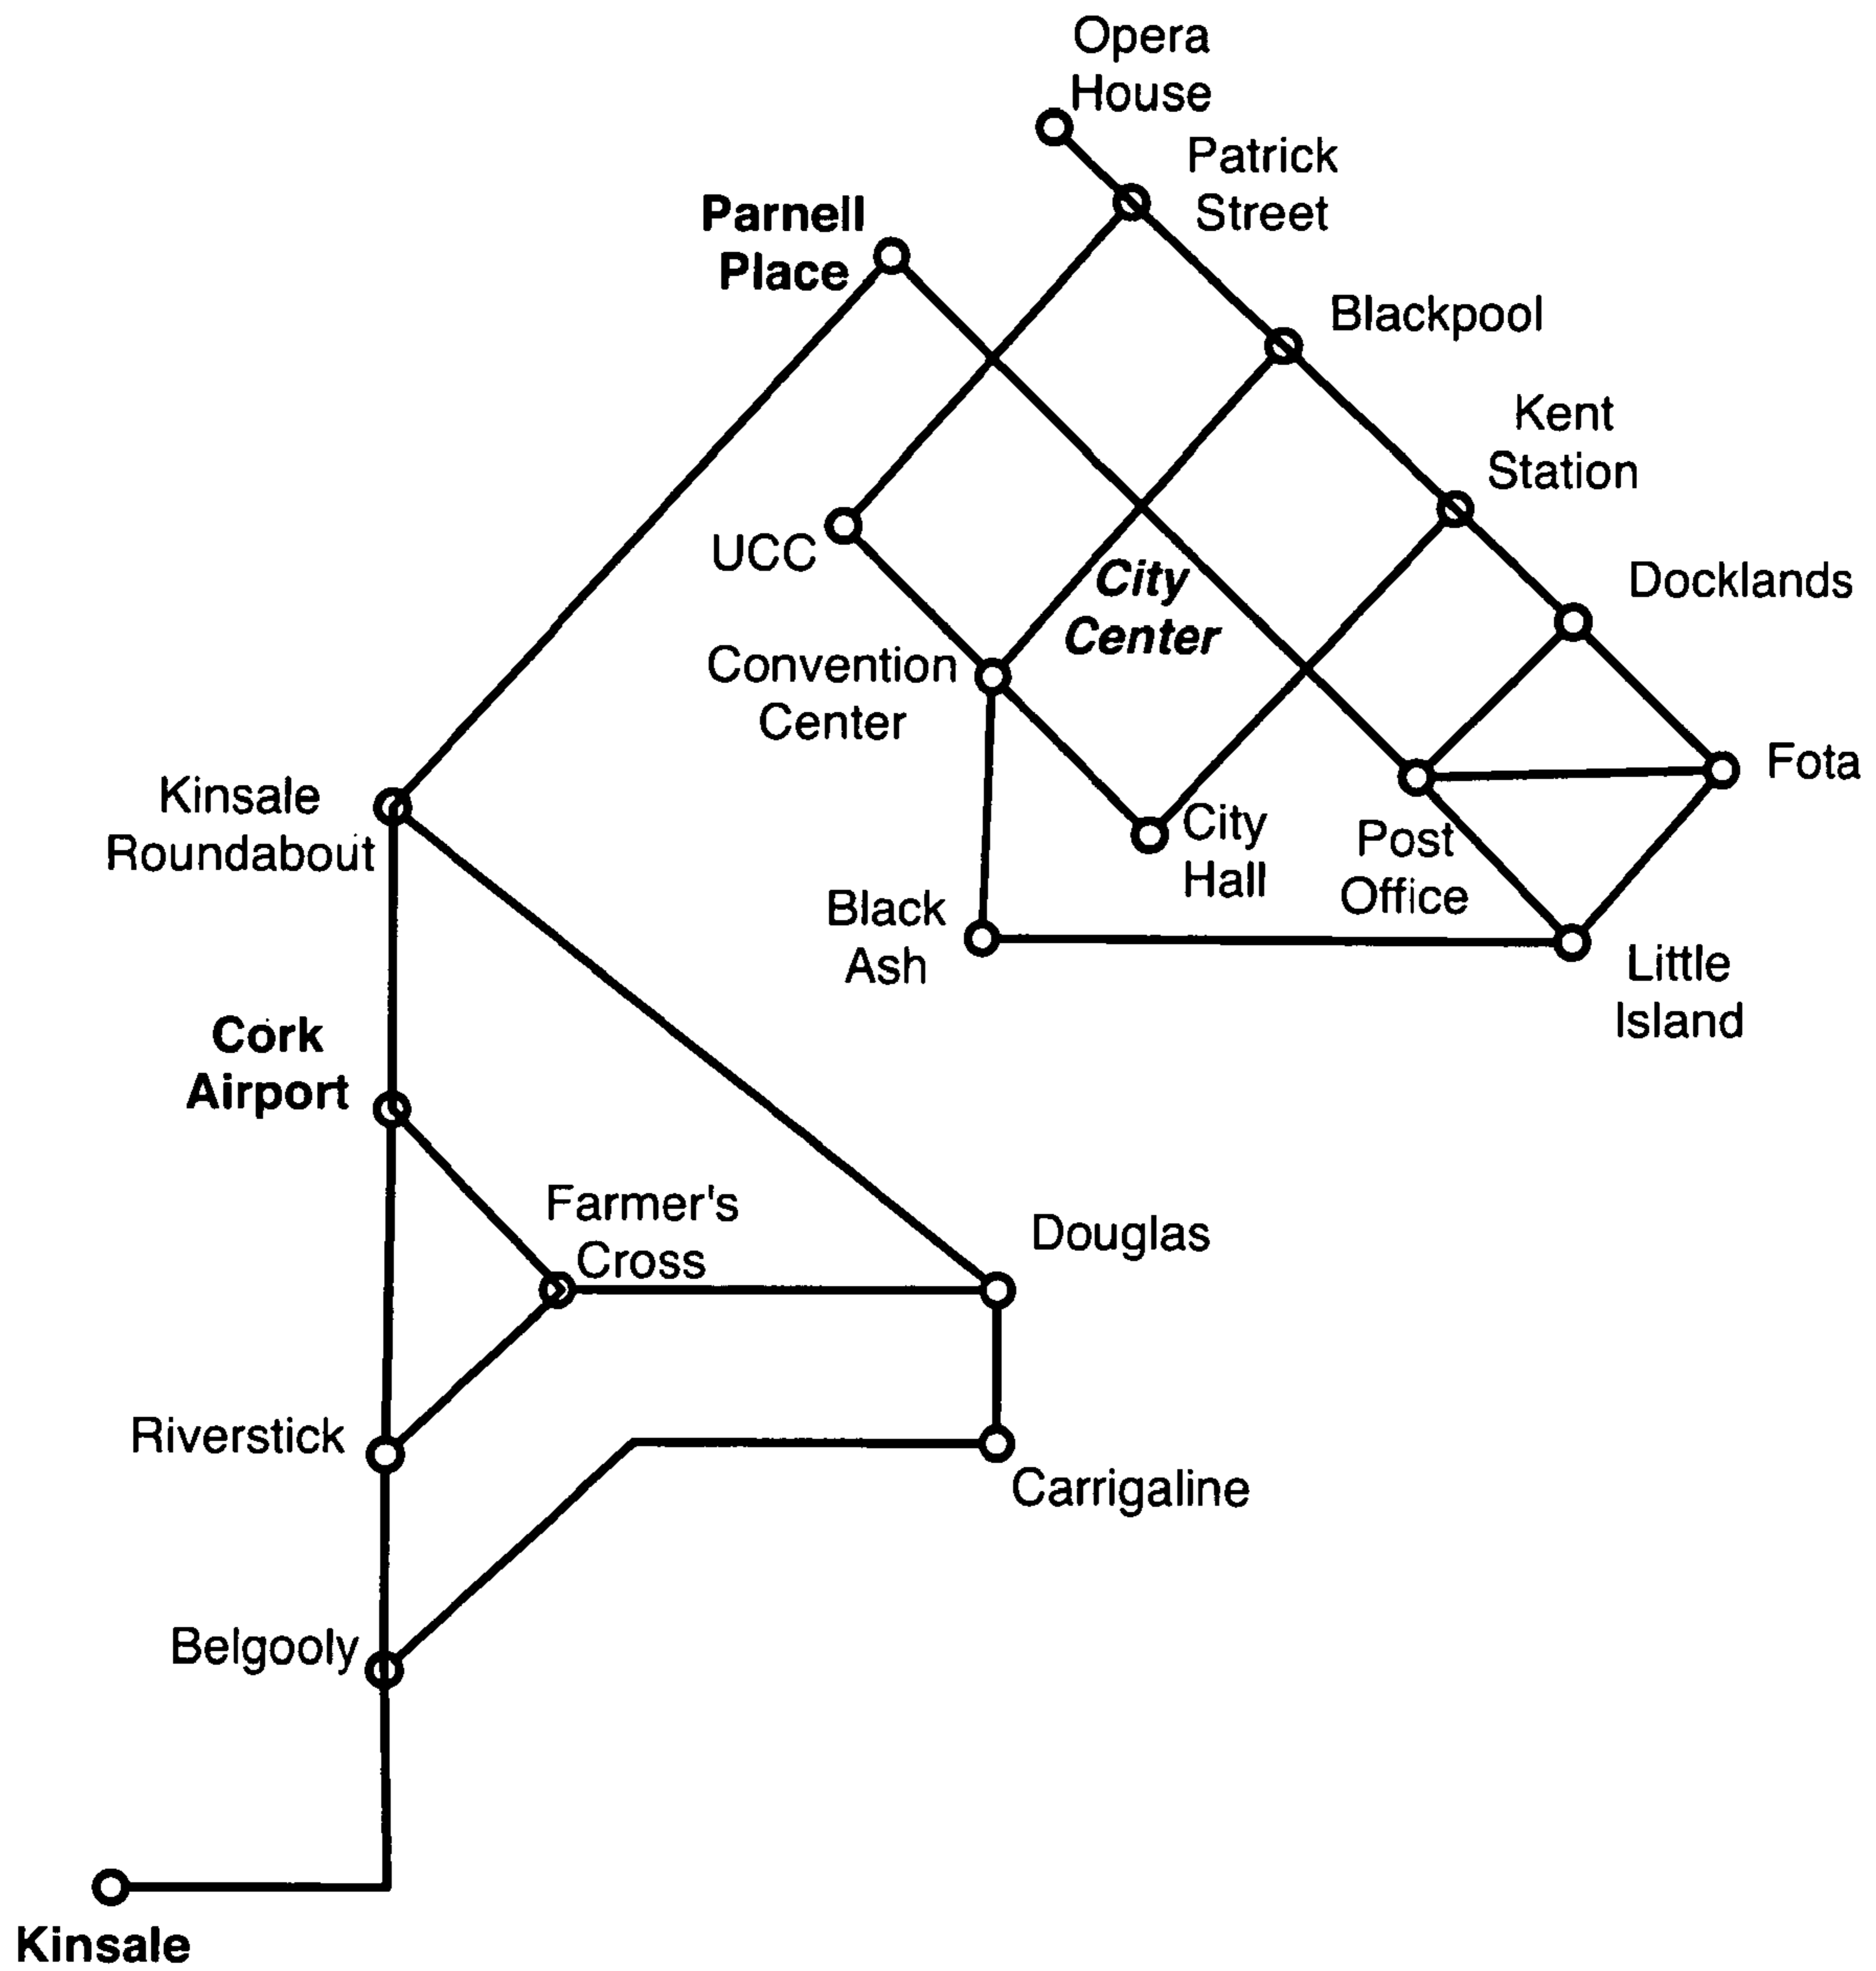 Opera
House
Patrick
Street
Parnell
Place
Blackpool
Kent
Station
UCC
City
Center
Docklands
Convention
Center
Fota
Kinsale
Roundabout
City
Hall
Post
Office
Black
Ash
Little
Island
Cork
Airport
Farmer's
Cross
Douglas
Riverstick
Carrigaline
Belgooly
Kinsale